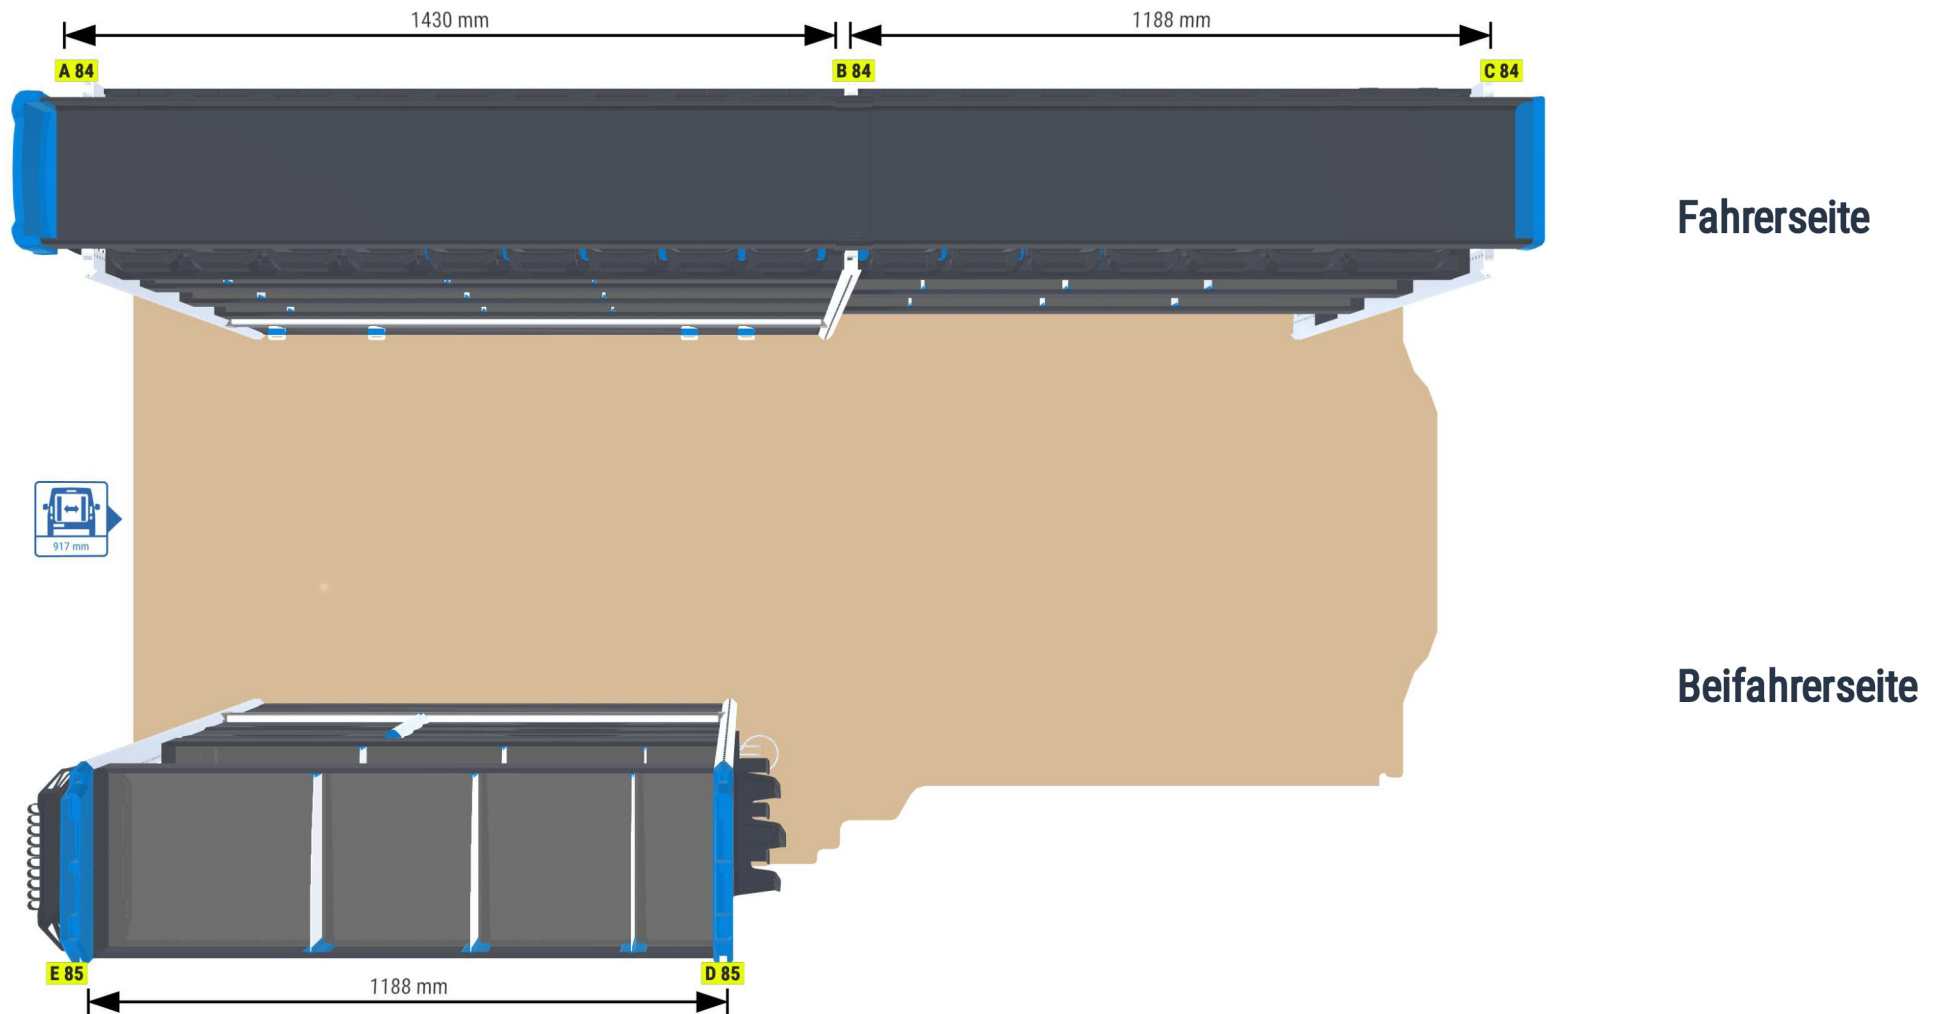 1430 mm
1188 mm
A 84
B 84
C 84
Fahrerseite
917 mm
Beifahrerseite
E 85
D 85
1188 mm